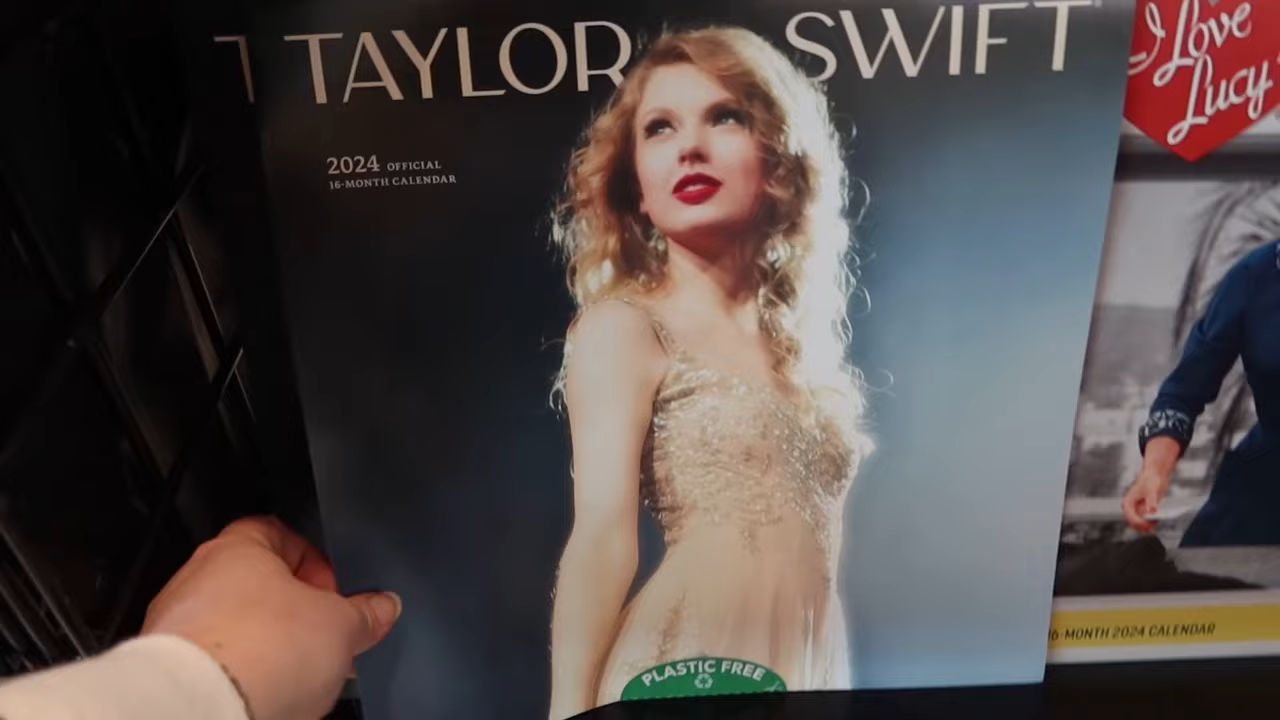 TAYLOR SWIFT
2024 OFFICIAL
16-MONTH CALENDAR
PLASTIC FREE
I Love
Lucy
16-MONTH 2024 CALENDAR